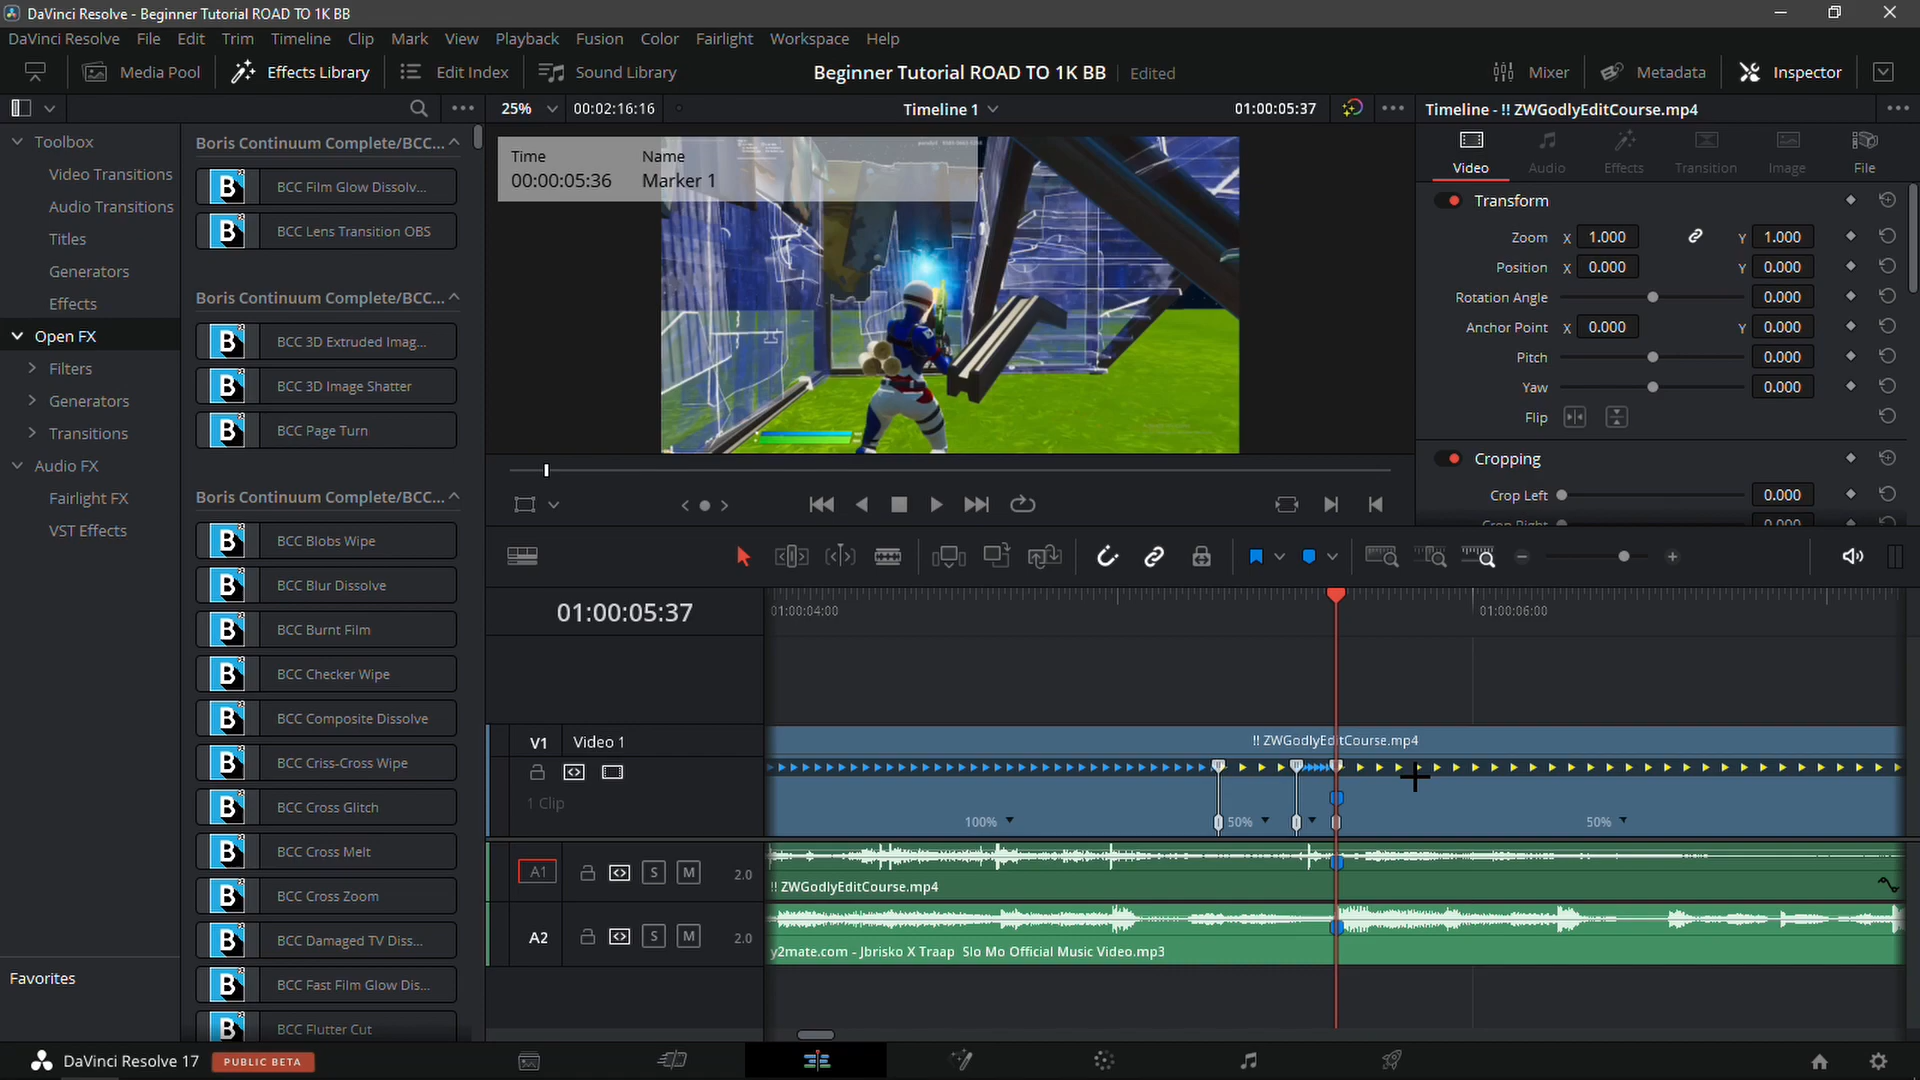 DaVinci Resolve - Beginner Tutorial ROAD TO 1K BB
DaVinci Resolve File Edit Trim Timeline Clip Mark View Playback Fusion Color Fairlight Workspace Help
Media Pool Effects Library Edit Index Sound Library Beginner Tutorial ROAD TO 1K BB Edited Mixer Metadata Inspector
25% 00:02:16:16 Timeline 1 01:00:05:37 Timeline - !! ZWGodlyEditCourse.mp4
Toolbox
Video Transitions
Audio Transitions
Titles
Generators
Effects
Open FX
Filters
Generators
Transitions
Audio FX
Fairlight FX
VST Effects
Favorites
Boris Continuum Complete/BCC...
BCC Film Glow Dissolv...
BCC Lens Transition OBS
Boris Continuum Complete/BCC...
BCC 3D Extruded Imag...
BCC 3D Image Shatter
BCC Page Turn
Boris Continuum Complete/BCC...
BCC Blobs Wipe
BCC Blur Dissolve
BCC Burnt Film
BCC Checker Wipe
BCC Composite Dissolve
BCC Criss-Cross Wipe
BCC Cross Glitch
BCC Cross Melt
BCC Cross Zoom
BCC Damaged TV Diss...
BCC Fast Film Glow Dis...
BCC Flutter Cut
Time Name
00:00:05:36 Marker 1
Video Audio Effects Transition Image File
Transform
Zoom X 1.000 Y 1.000
Position X 0.000 Y 0.000
Rotation Angle 0.000
Anchor Point X 0.000 Y 0.000
Pitch 0.000
Yaw 0.000
Flip
Cropping
Crop Left 0.000
Crop Right 0.000
01:00:05:37
01:00:04:00 01:00:06:00
V1 Video 1
1 Clip
!! ZWGodlyEditCourse.mp4
100% 50% 50%
A1 S M 2.0
!! ZWGodlyEditCourse.mp4
A2 S M 2.0
y2mate.com - Jbrisko X Traap Slo Mo Official Music Video.mp3
DaVinci Resolve 17 PUBLIC BETA